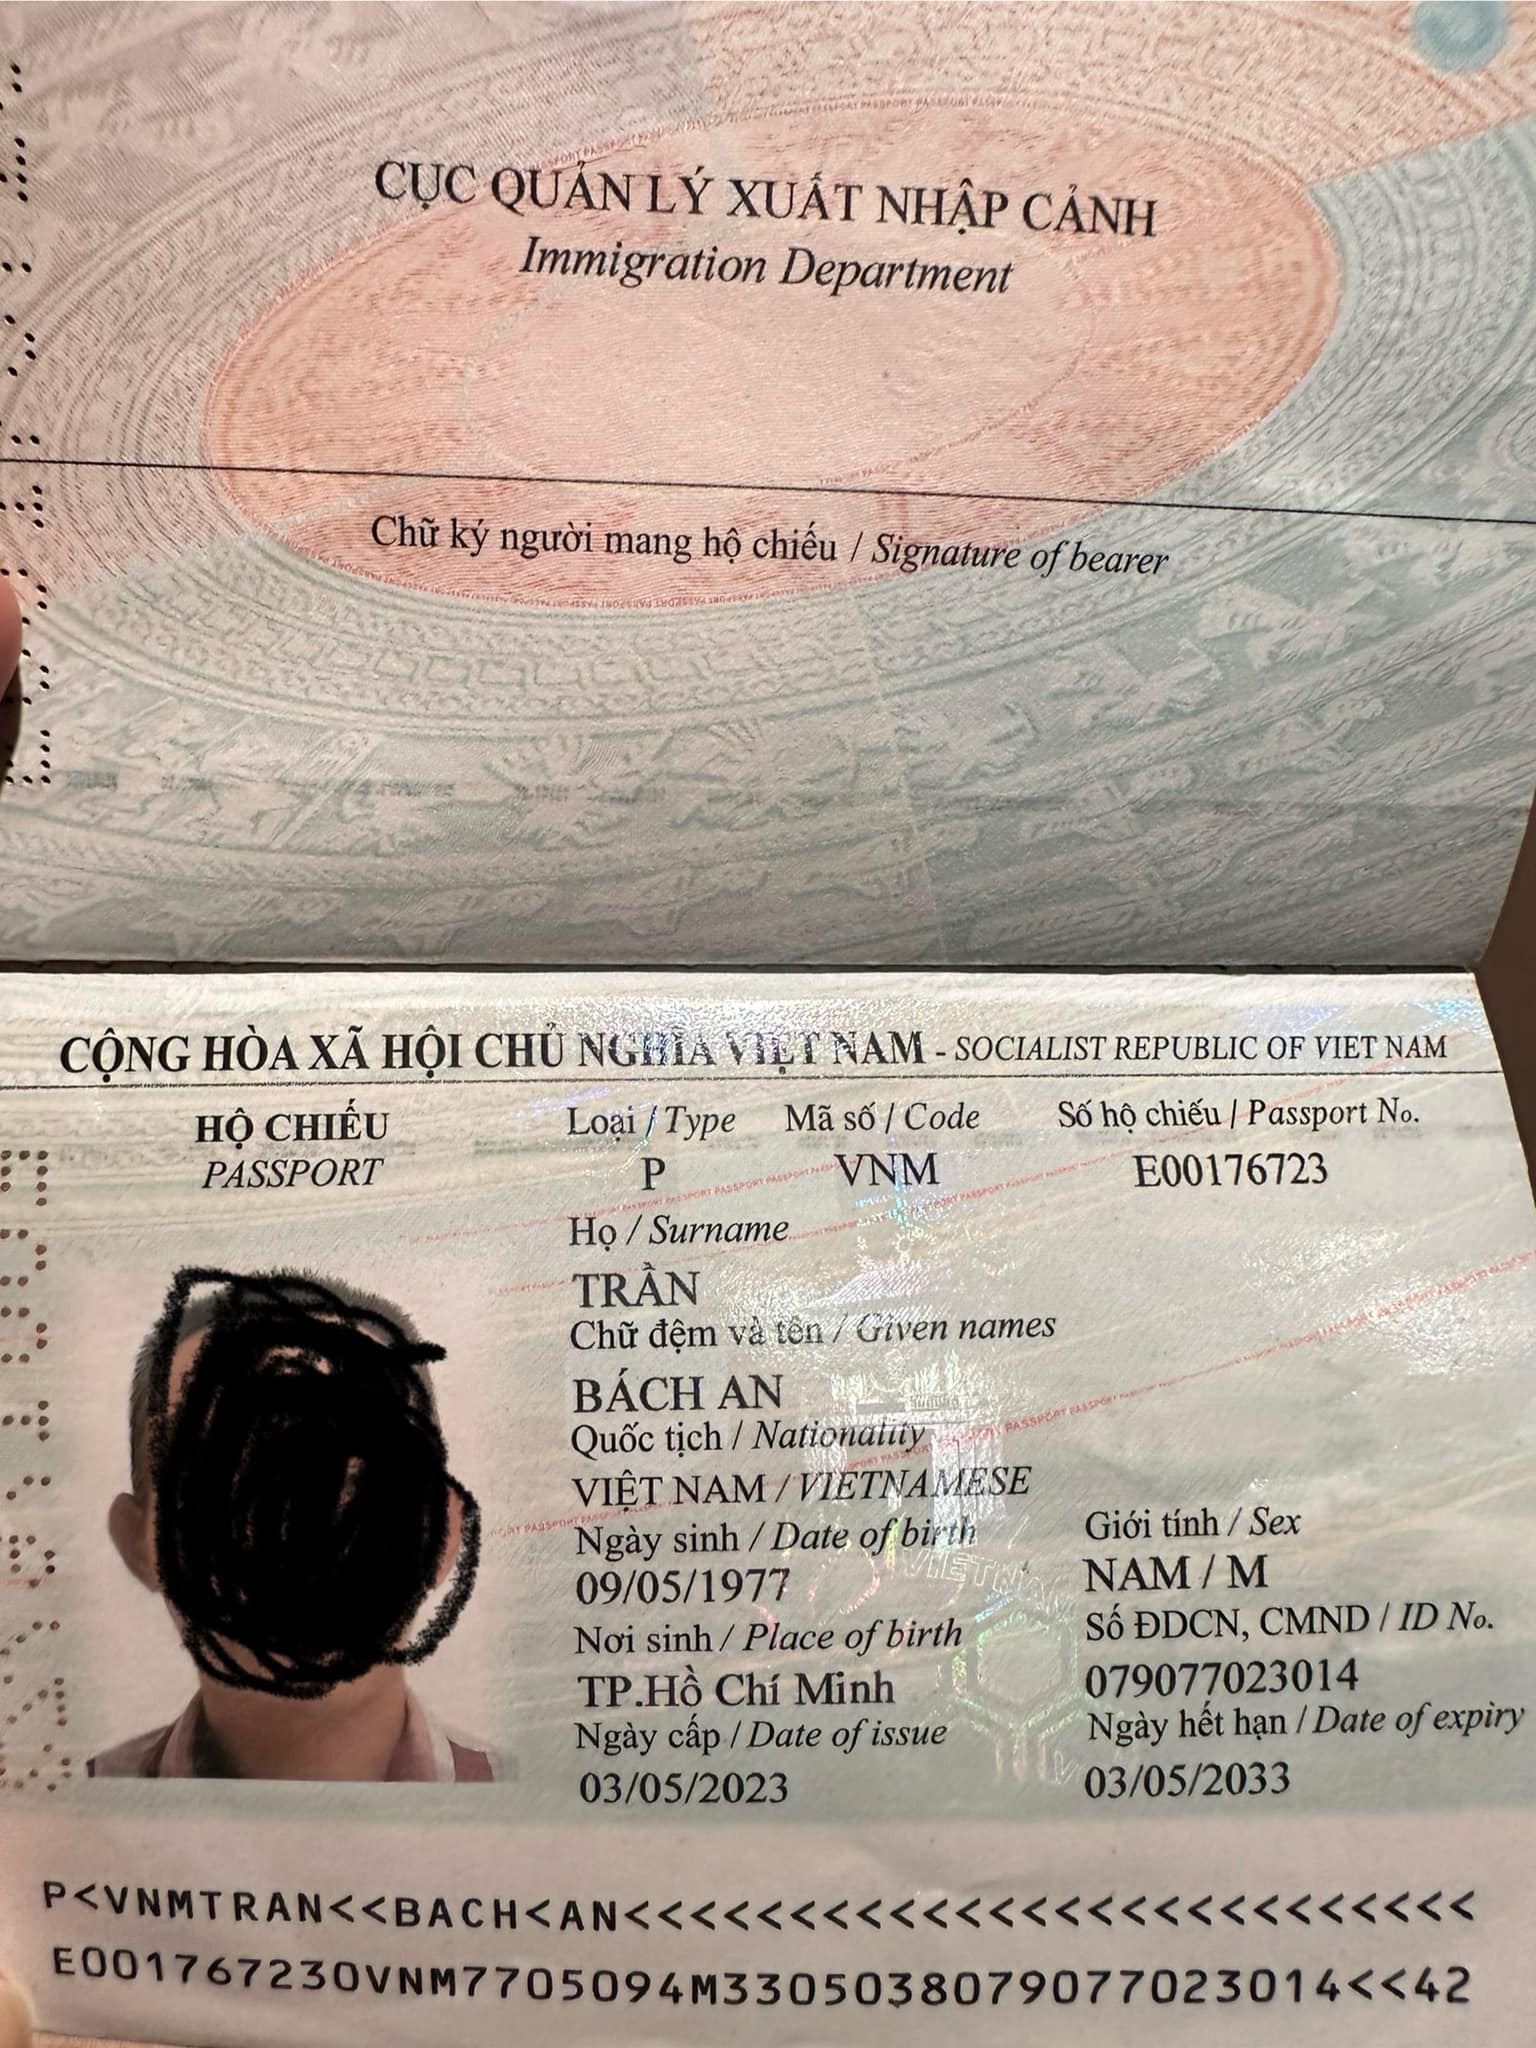 CỤC QUẢN LÝ XUẤT NHẬP CẢNH
Immigration Department
Chữ ký người mang hộ chiếu / Signature of bearer
CỘNG HÒA XÃ HỘI CHỦ NGHĨA VIỆT NAM - SOCIALIST REPUBLIC OF VIET NAM
HỘ CHIẾU
PASSPORT
Loại / Type Mã số / Code Số hộ chiếu / Passport No.
P VNM E00176723
Họ / Surname
TRẦN
Chữ đệm và tên / Given names
BÁCH AN
Quốc tịch / Nationality
VIỆT NAM / VIETNAMESE
Ngày sinh / Date of birth Giới tính / Sex
09/05/1977 NAM / M
Nơi sinh / Place of birth Số ĐDCN, CMND / ID No.
TP.Hồ Chí Minh 079077023014
Ngày cấp / Date of issue Ngày hết hạn / Date of expiry
03/05/2023 03/05/2033
P<VNMTRAN<<BACH<AN<<<<<<<<<<<<<<<<<<<<<<<<<<
E001767230VNM7705094M3305038079077023014<<42